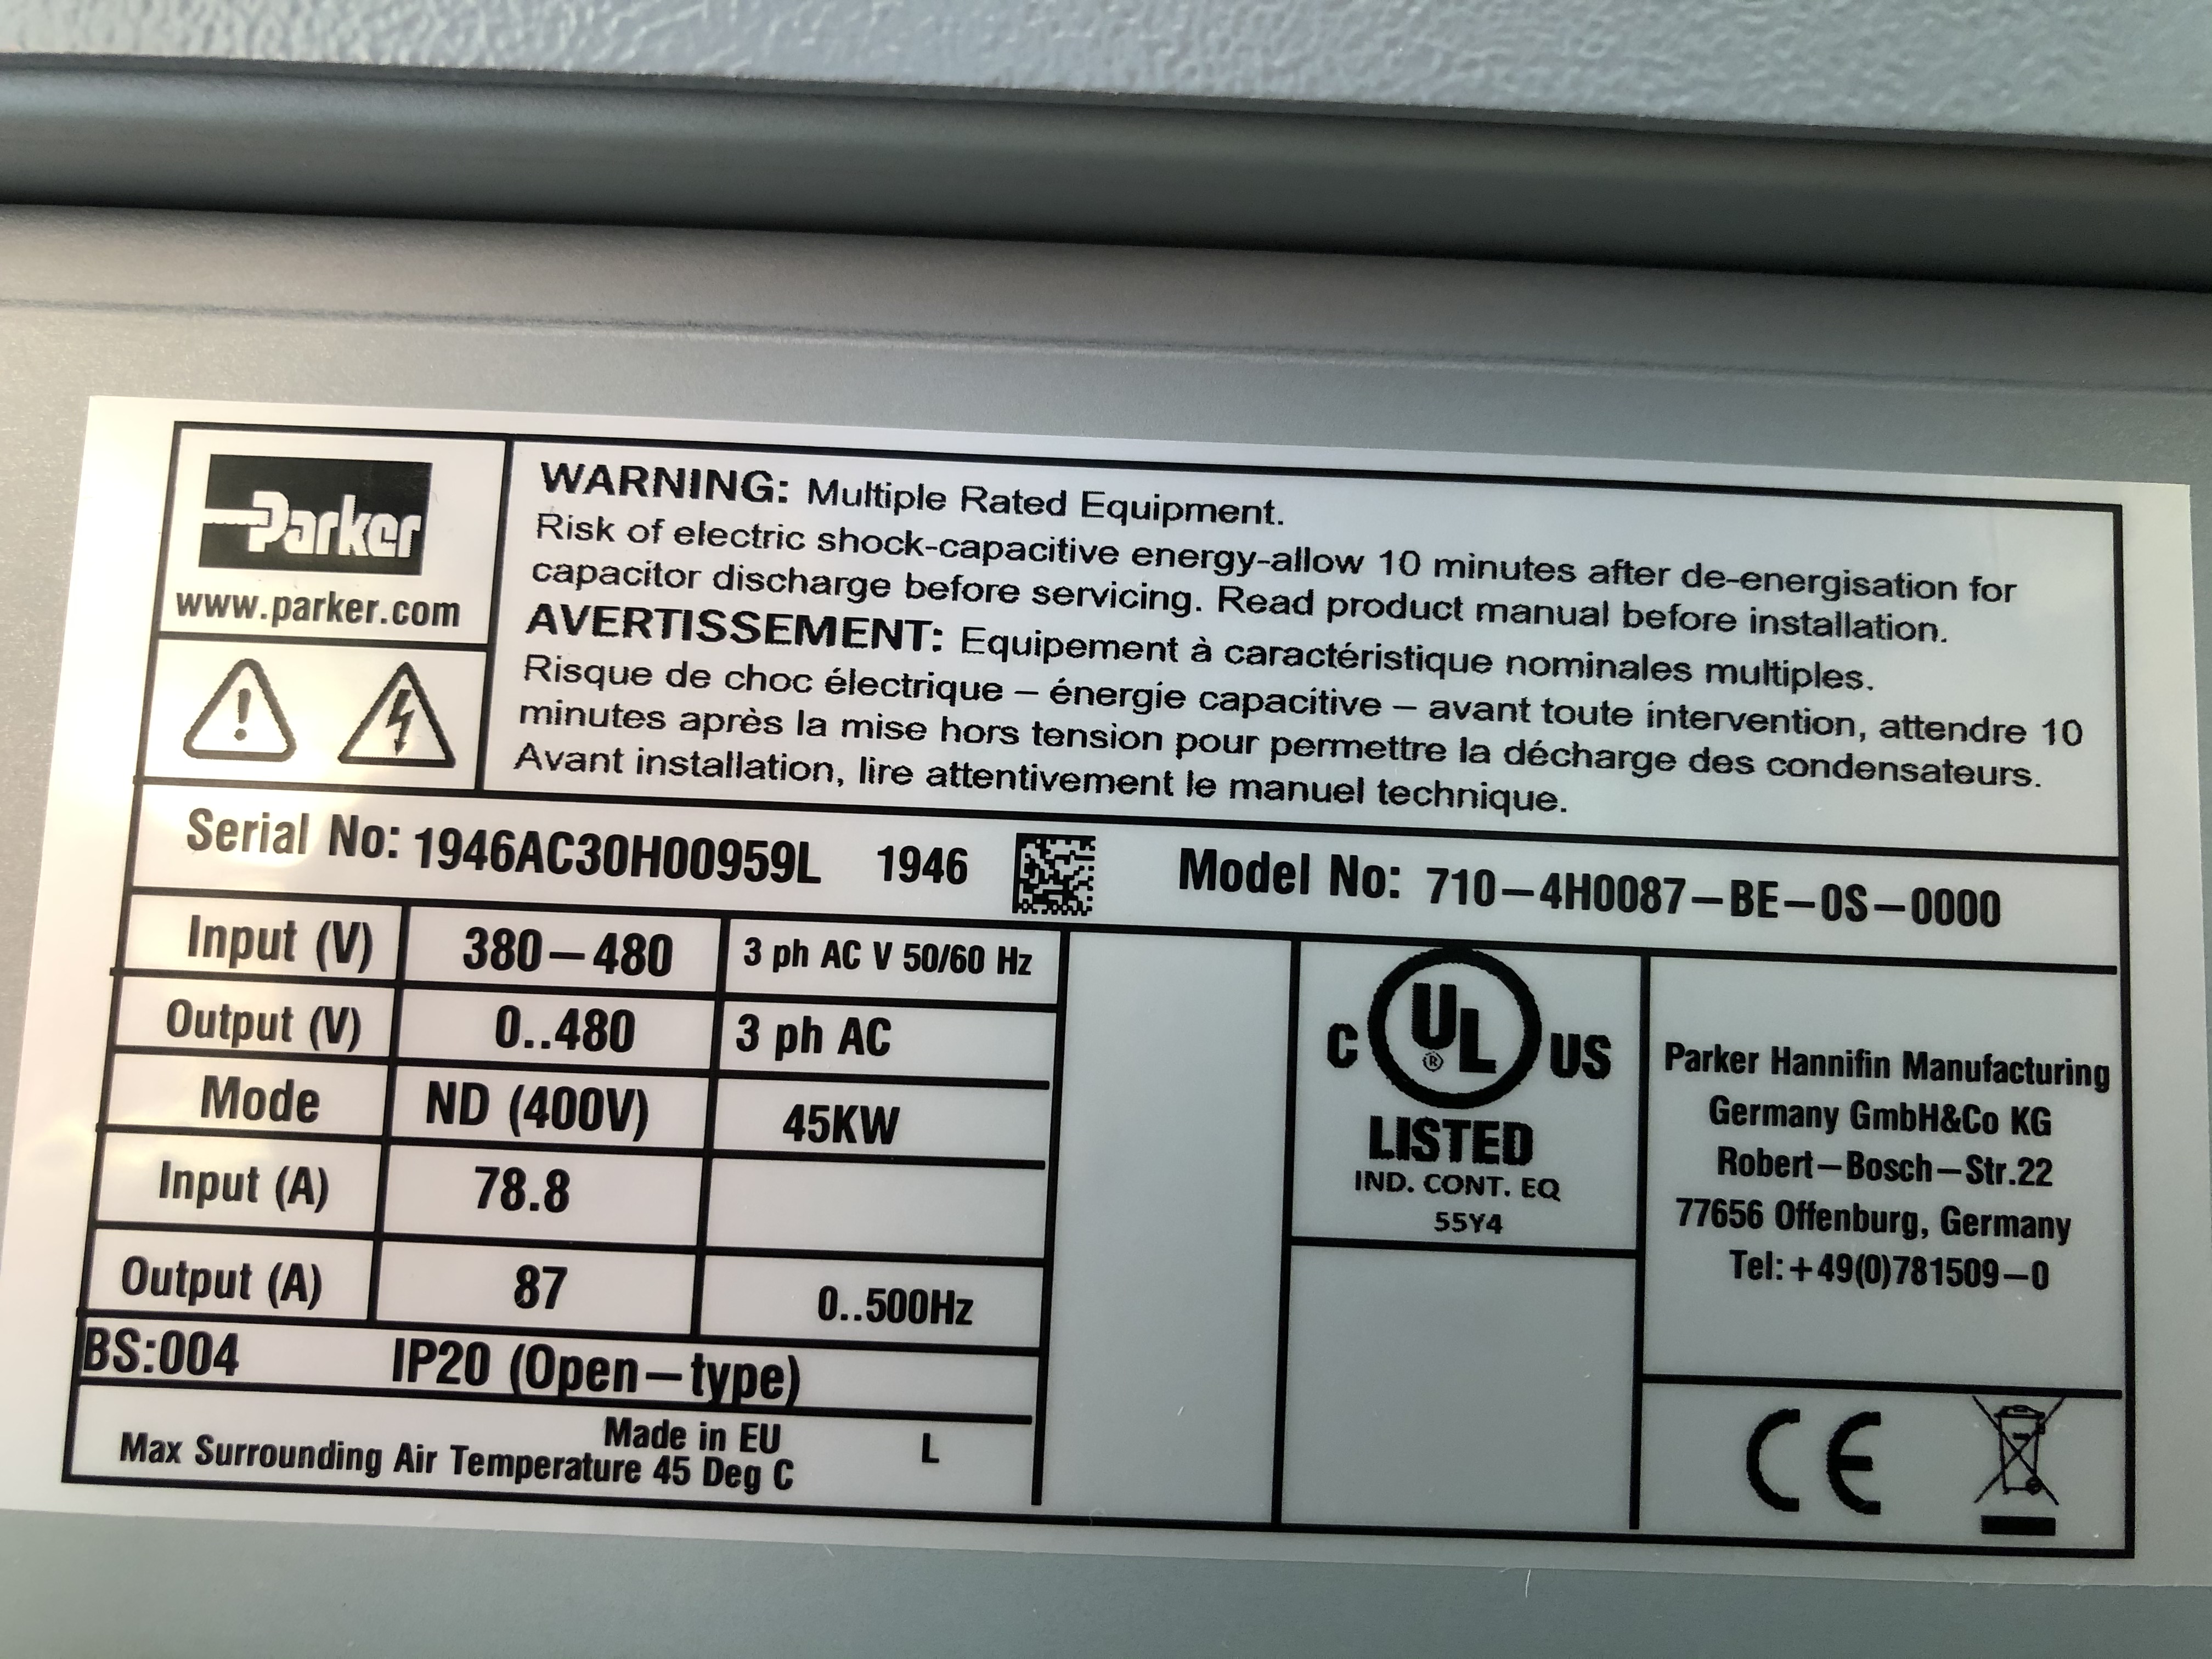 Parker
www.parker.com
WARNING: Multiple Rated Equipment.
Risk of electric shock-capacitive energy-allow 10 minutes after de-energisation for
capacitor discharge before servicing. Read product manual before installation.
AVERTISSEMENT: Equipement à caractéristique nominales multiples.
Risque de choc électrique – énergie capacitive – avant toute intervention, attendre 10
minutes après la mise hors tension pour permettre la décharge des condensateurs.
Avant installation, lire attentivement le manuel technique.
Serial No: 1946AC30H00959L 1946 Model No: 710-4H0087-BE-0S-0000
Input (V) 380-480 3 ph AC V 50/60 Hz
Output (V) 0..480 3 ph AC
Mode ND (400V) 45KW
Input (A) 78.8
Output (A) 87 0..500Hz
BS:004 IP20 (Open-type)
Made in EU L
Max Surrounding Air Temperature 45 Deg C
C UL® US
LISTED
IND. CONT. EQ
55Y4
Parker Hannifin Manufacturing
Germany GmbH&Co KG
Robert-Bosch-Str.22
77656 Offenburg, Germany
Tel:+49(0)781509-0
CE